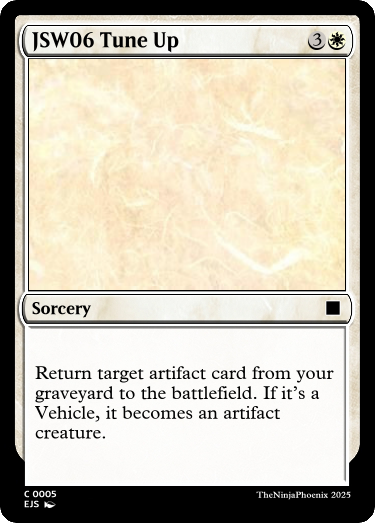 JSW06 Tune Up 3
Sorcery
Return target artifact card from your
graveyard to the battlefield. If it's a
Vehicle, it becomes an artifact
creature.
C 0005
EJS
TheNinjaPhoenix 2025